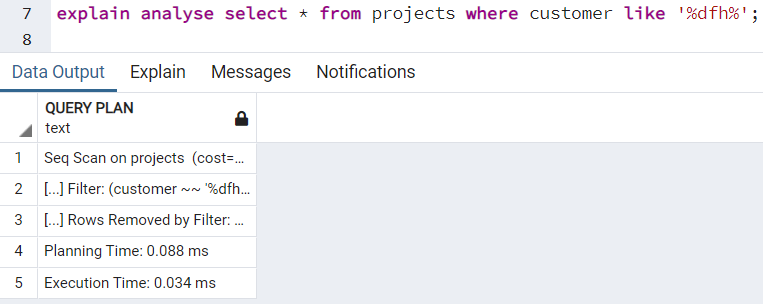 7 explain analyse select * from projects where customer like '%dfh%';
8
Data Output Explain Messages Notifications
QUERY PLAN
text
1 Seq Scan on projects (cost=...
2 [...] Filter: (customer ~~ '%dfh...
3 [...] Rows Removed by Filter: ...
4 Planning Time: 0.088 ms
5 Execution Time: 0.034 ms